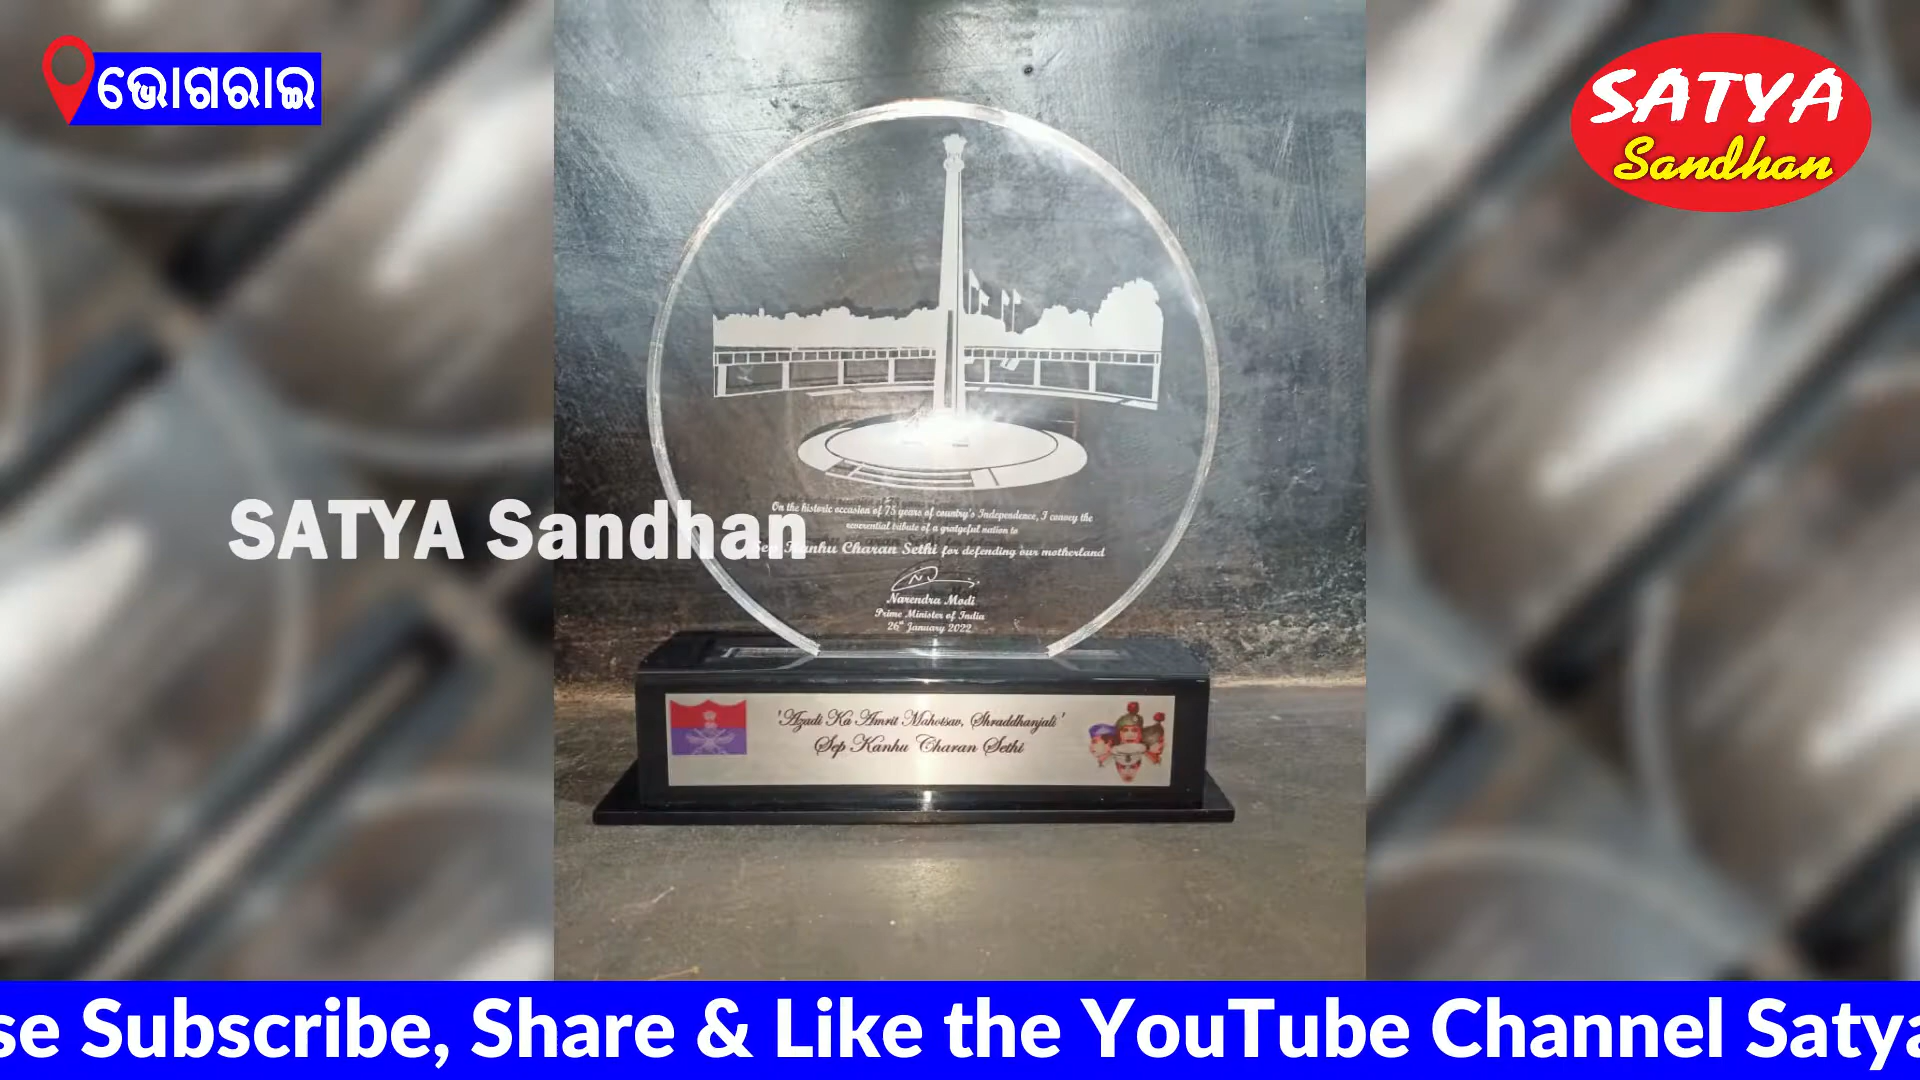 ଭୋଗରାଇ
SATYA
Sandhan
On the historic occasion of 75 years of country's Independence, I convey the
reverential tribute of a grateful nation to
Sep Kanhu Charan Sethi for defending our motherland
SATYA Sandhan
Narendra Modi
Prime Minister of India
26th January 2022
'Azadi Ka Amrit Mahotsav, Shraddhanjali'
Sep Kanhu Charan Sethi
se Subscribe, Share & Like the YouTube Channel Satya